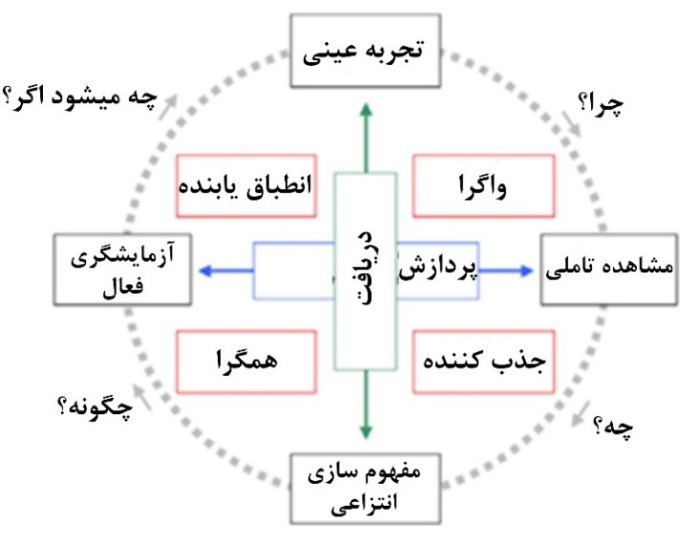 تجربه عینی
چه میشود اگر؟
چرا؟
انطباق یابنده
واگرا
دریافت
آزمایشگری
فعال
پردازش
مشاهده تاملی
همگرا
جذب کننده
چگونه؟
چه؟
مفهوم سازی
انتزاعی